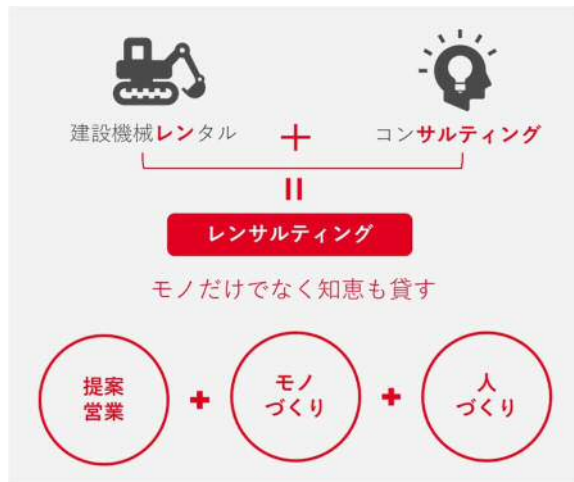 建設機械レンタル + コンサルティング
=
レンサルティング
モノだけでなく知恵も貸す
提案
営業
+
モノ
づくり
+
人
づくり